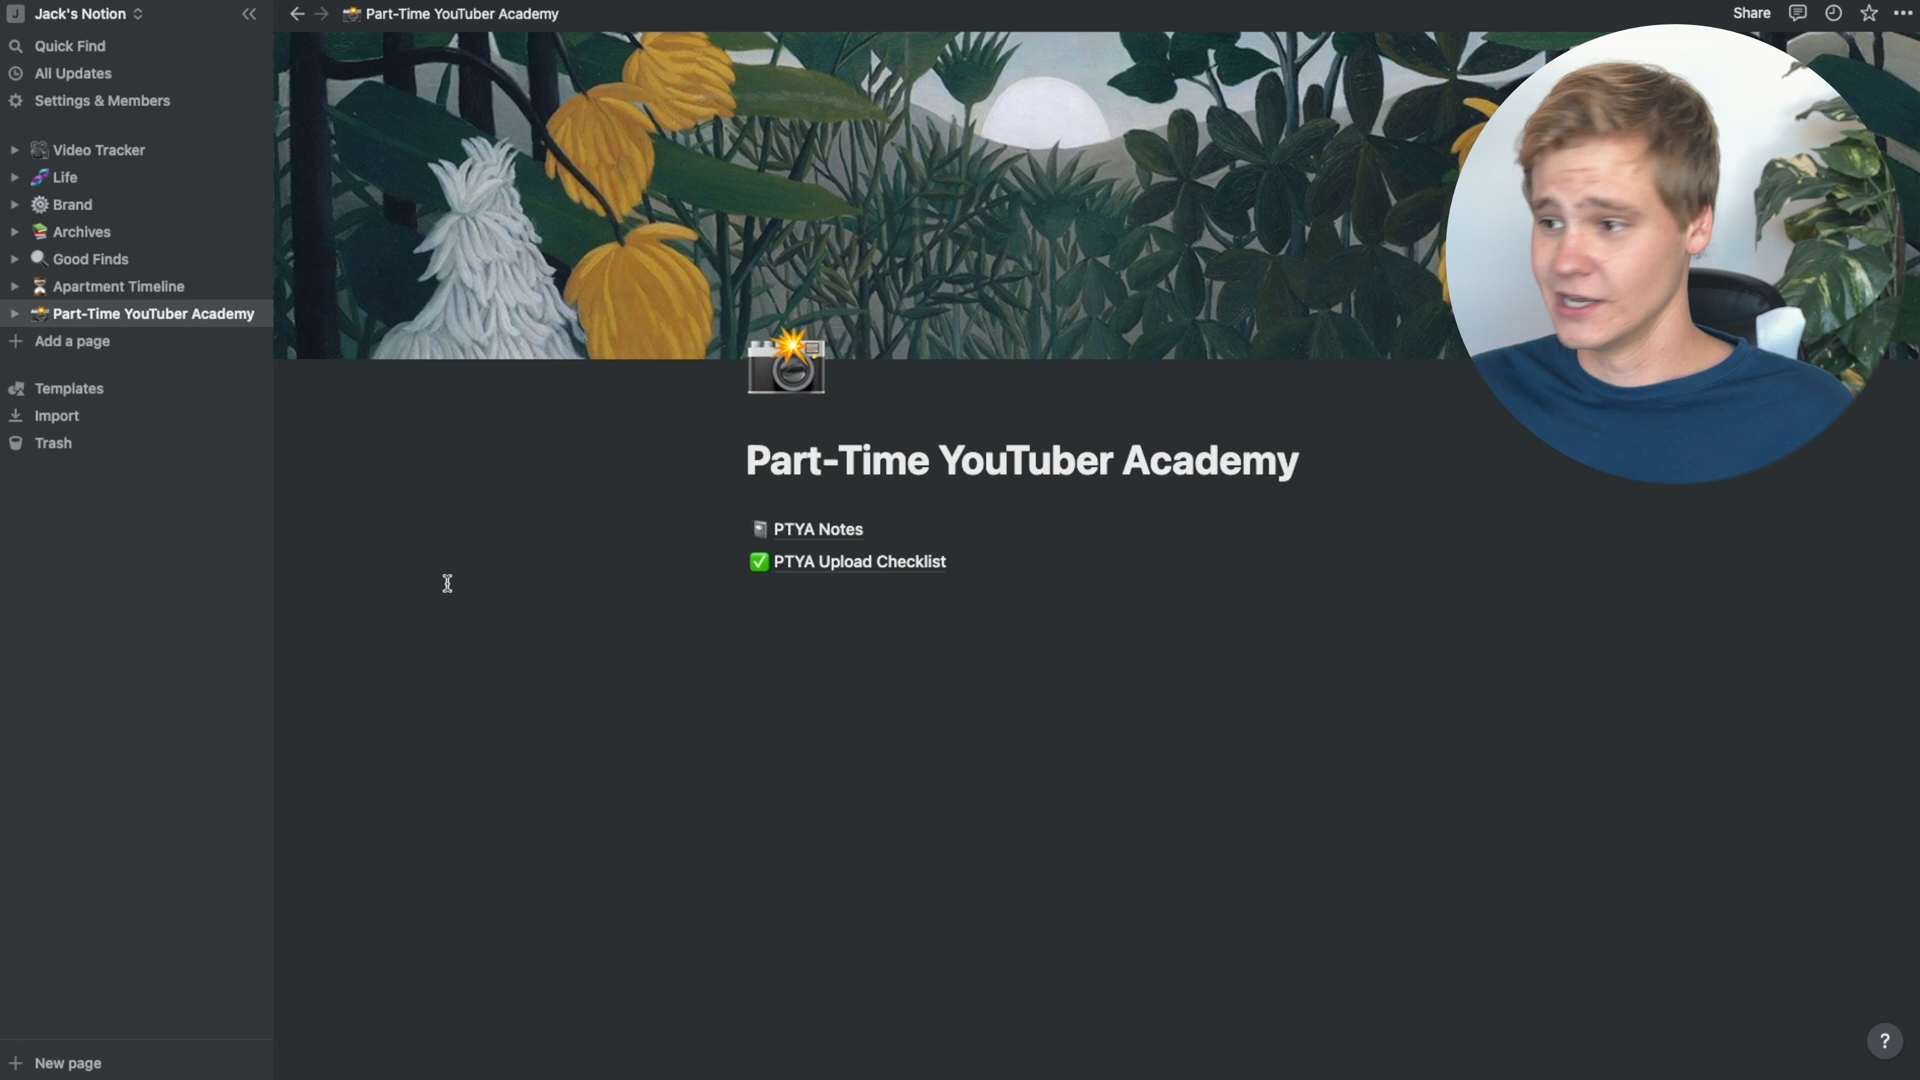 J Jack's Notion
Quick Find
All Updates
Settings & Members
Video Tracker
Life
Brand
Archives
Good Finds
Apartment Timeline
Part-Time YouTuber Academy
Add a page
Templates
Import
Trash
New page
Part-Time YouTuber Academy
Share
Part-Time YouTuber Academy
PTYA Notes
PTYA Upload Checklist
?